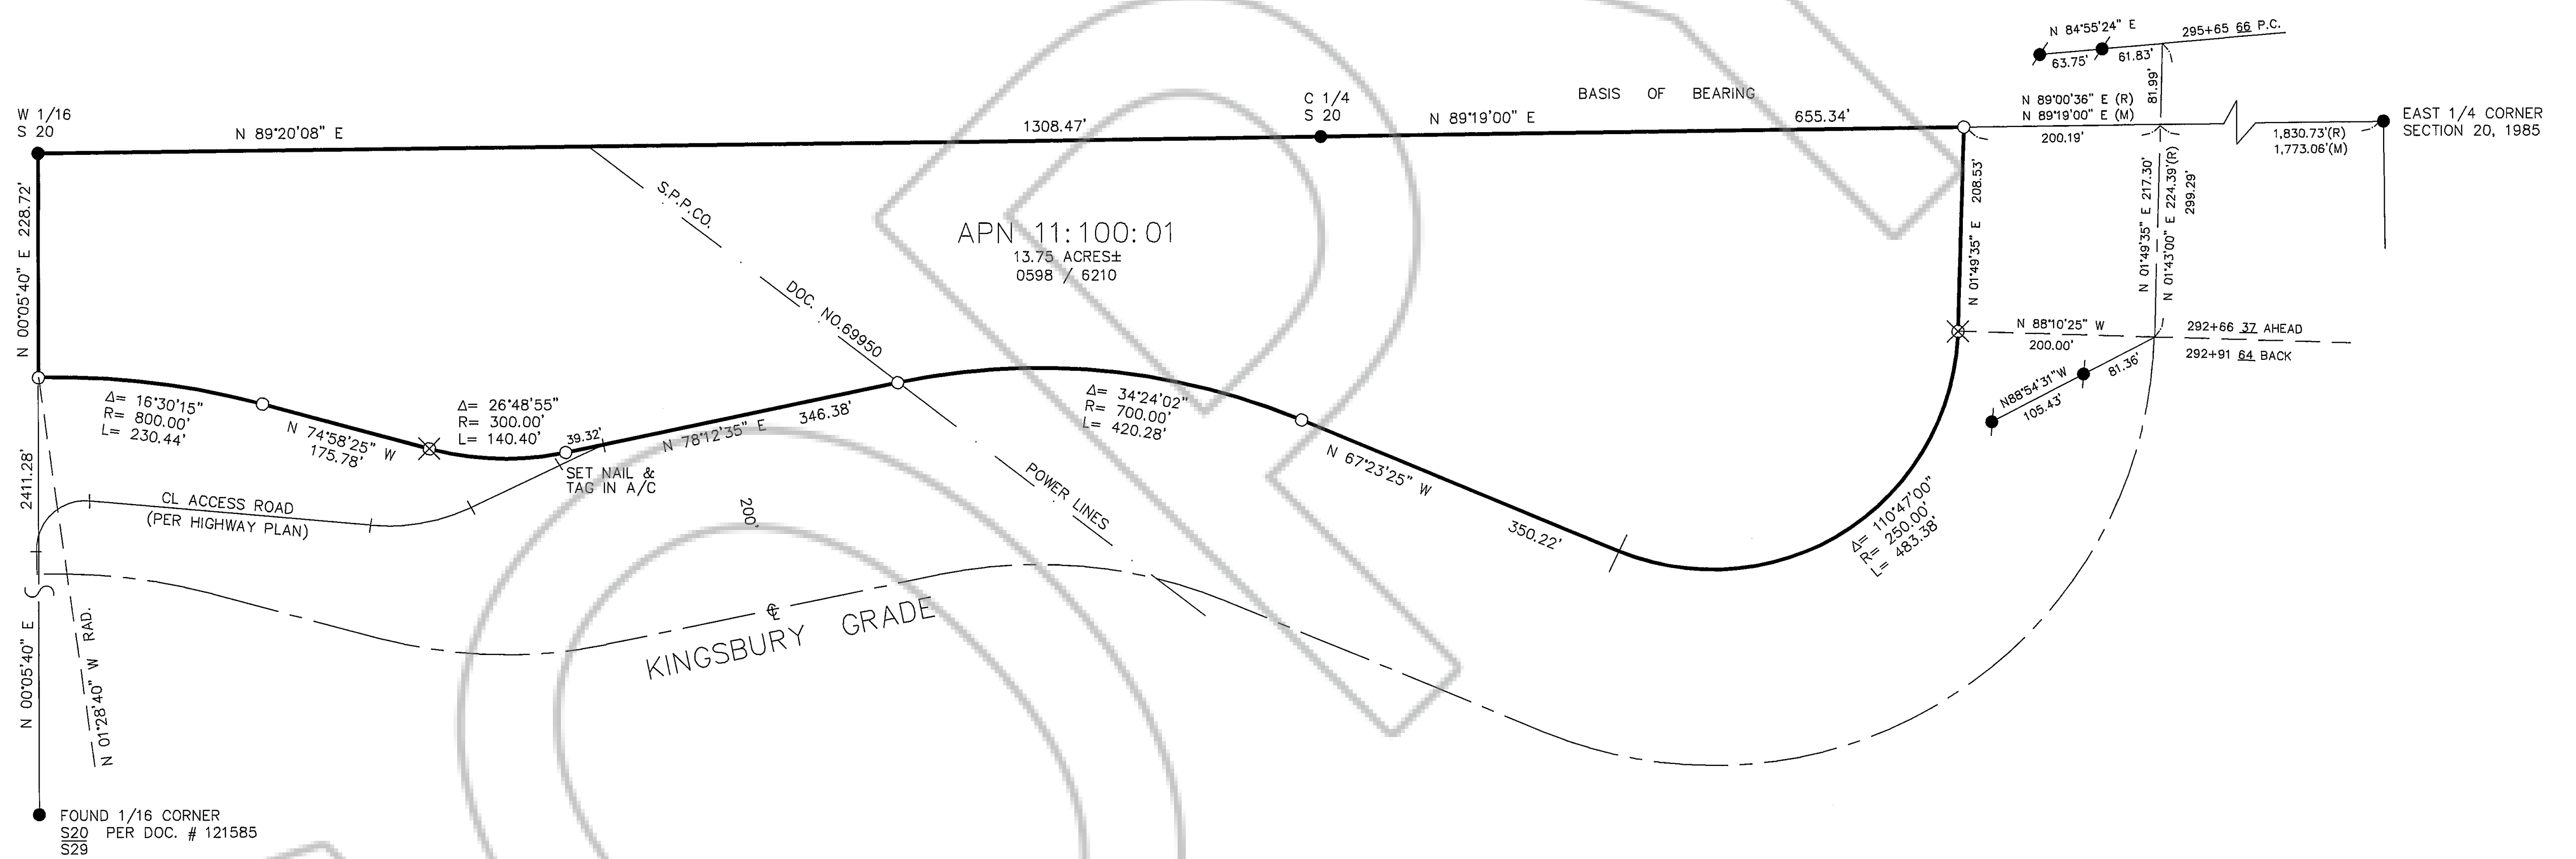 N 84°55'24" E
295+65 66 P.C.
63.75'
61.83'
81.99'
W 1/16
S 20
N 89°20'08" E
1308.47'
C 1/4
S 20
BASIS OF BEARING
N 89°19'00" E
655.34'
N 89°00'36" E (R)
N 89°19'00" E (M)
200.19'
1,830.73'(R)
1,773.06'(M)
EAST 1/4 CORNER
SECTION 20, 1985
N 00°05'40" E 228.72'
S.P.P.CO.
DOC. NO.69950
POWER LINES
APN 11:100:01
13.75 ACRES±
0598 / 6210
N 01°49'35" E 208.53'
N 01°49'35" E 217.30'
N 01°43'00" E 224.39'(R)
299.29'
N 88°10'25" W
200.00'
292+66 37 AHEAD
292+91 64 BACK
N88°54'31"W
105.43'
81.36'
Δ= 16°30'15"
R= 800.00'
L= 230.44'
N 74°58'25" W
175.78'
Δ= 26°48'55"
R= 300.00'
L= 140.40'
39.32'
SET NAIL &
TAG IN A/C
N 78°12'35" E 346.38'
Δ= 34°24'02"
R= 700.00'
L= 420.28'
N 67°23'25" W
350.22'
Δ= 110°47'00"
R= 250.00'
L= 483.38'
2411.28'
CL ACCESS ROAD
(PER HIGHWAY PLAN)
200'
KINGSBURY GRADE
N 00°05'40" E
N 01°28'40" W RAD.
FOUND 1/16 CORNER
S20 PER DOC. # 121585
S29